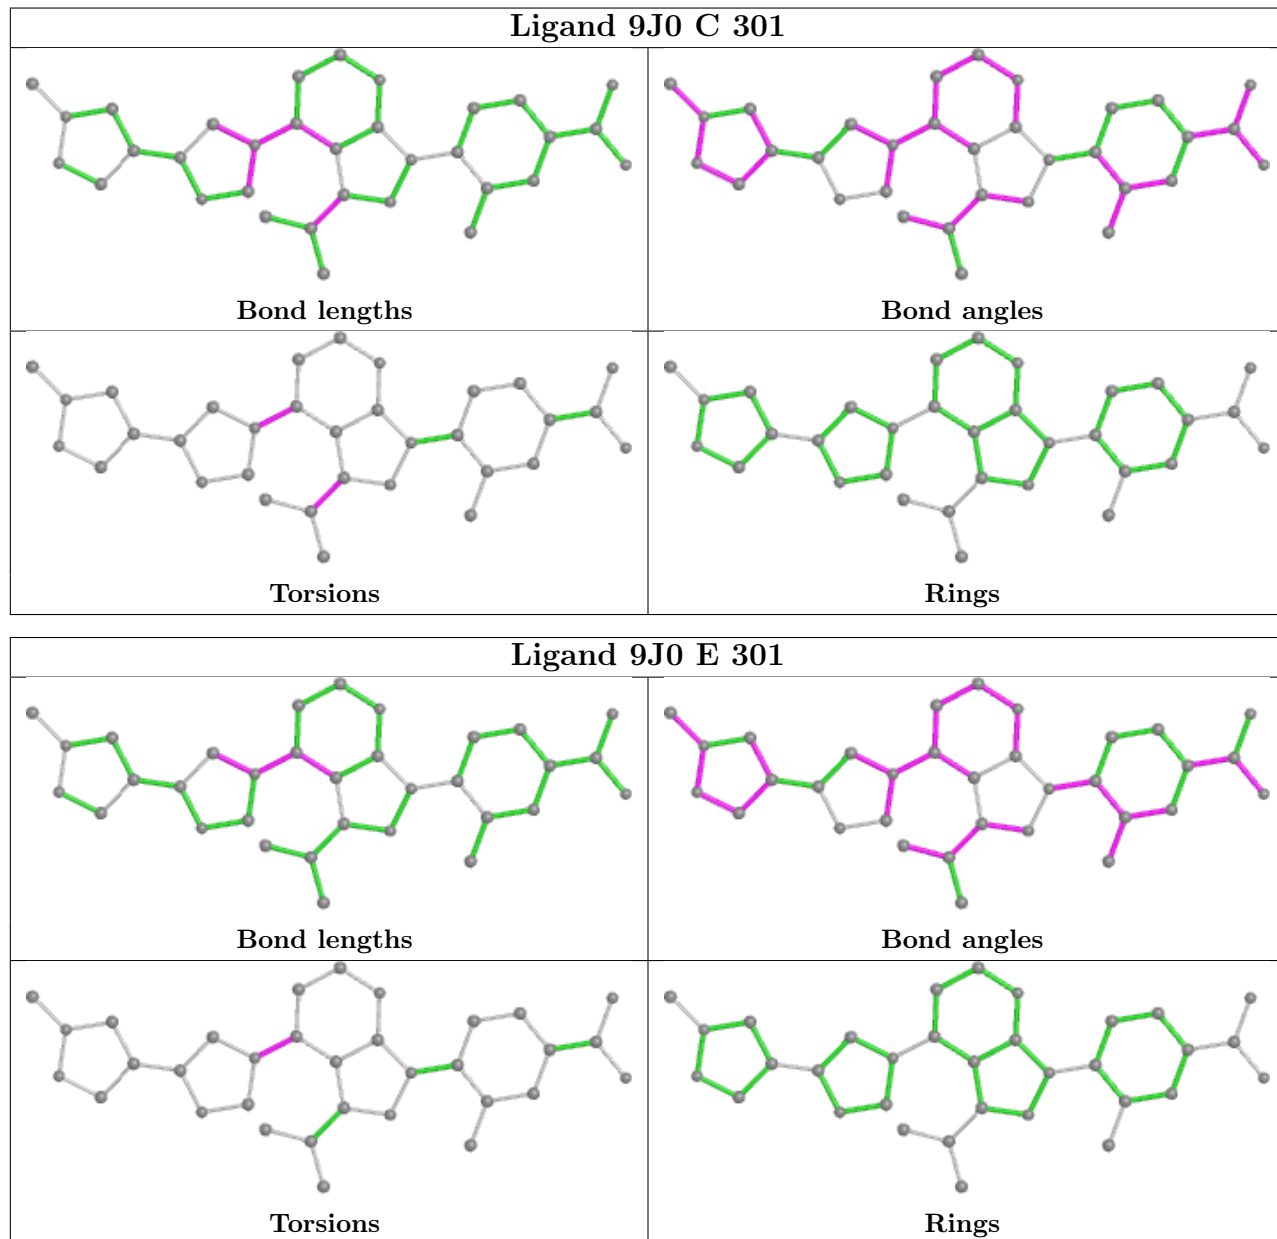 Ligand 9J0 C 301
Bond lengths
Bond angles
Torsions
Rings
Ligand 9J0 E 301
Bond lengths
Bond angles
Torsions
Rings